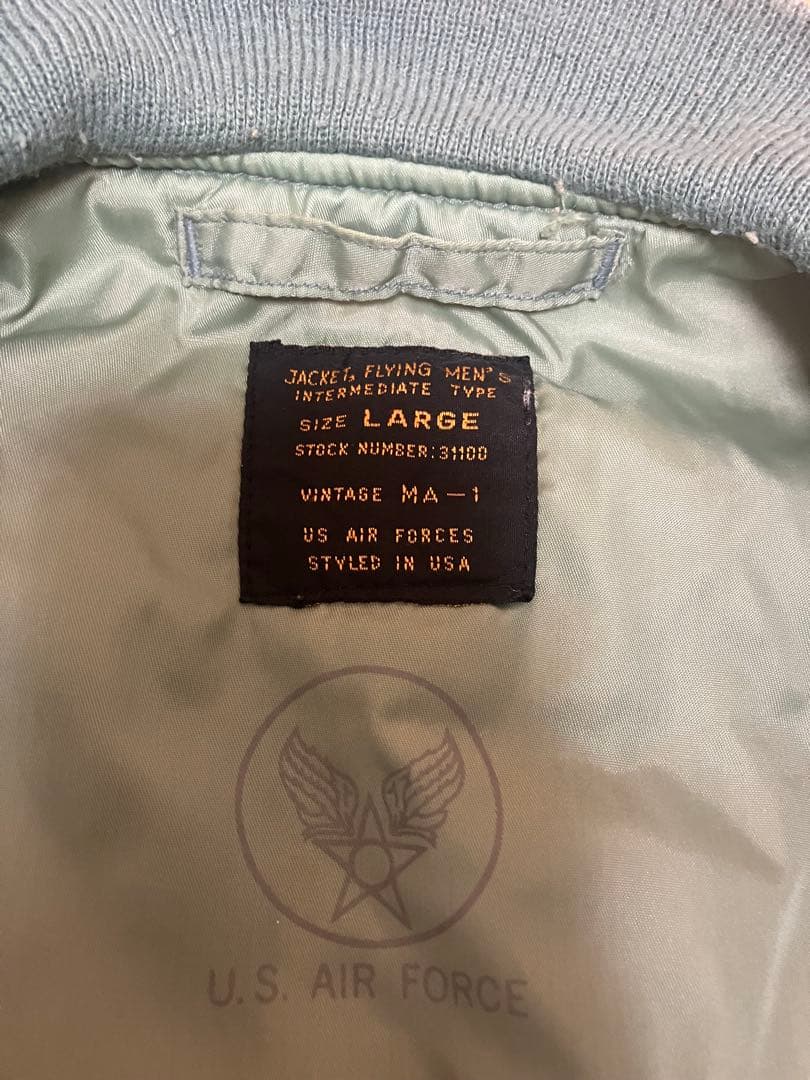 JACKET, FLYING MEN'S
INTERMEDIATE TYPE
SIZE LARGE
STOCK NUMBER: 31100
VINTAGE MA-1
US AIR FORCES
STYLED IN USA
U.S. AIR FORCE